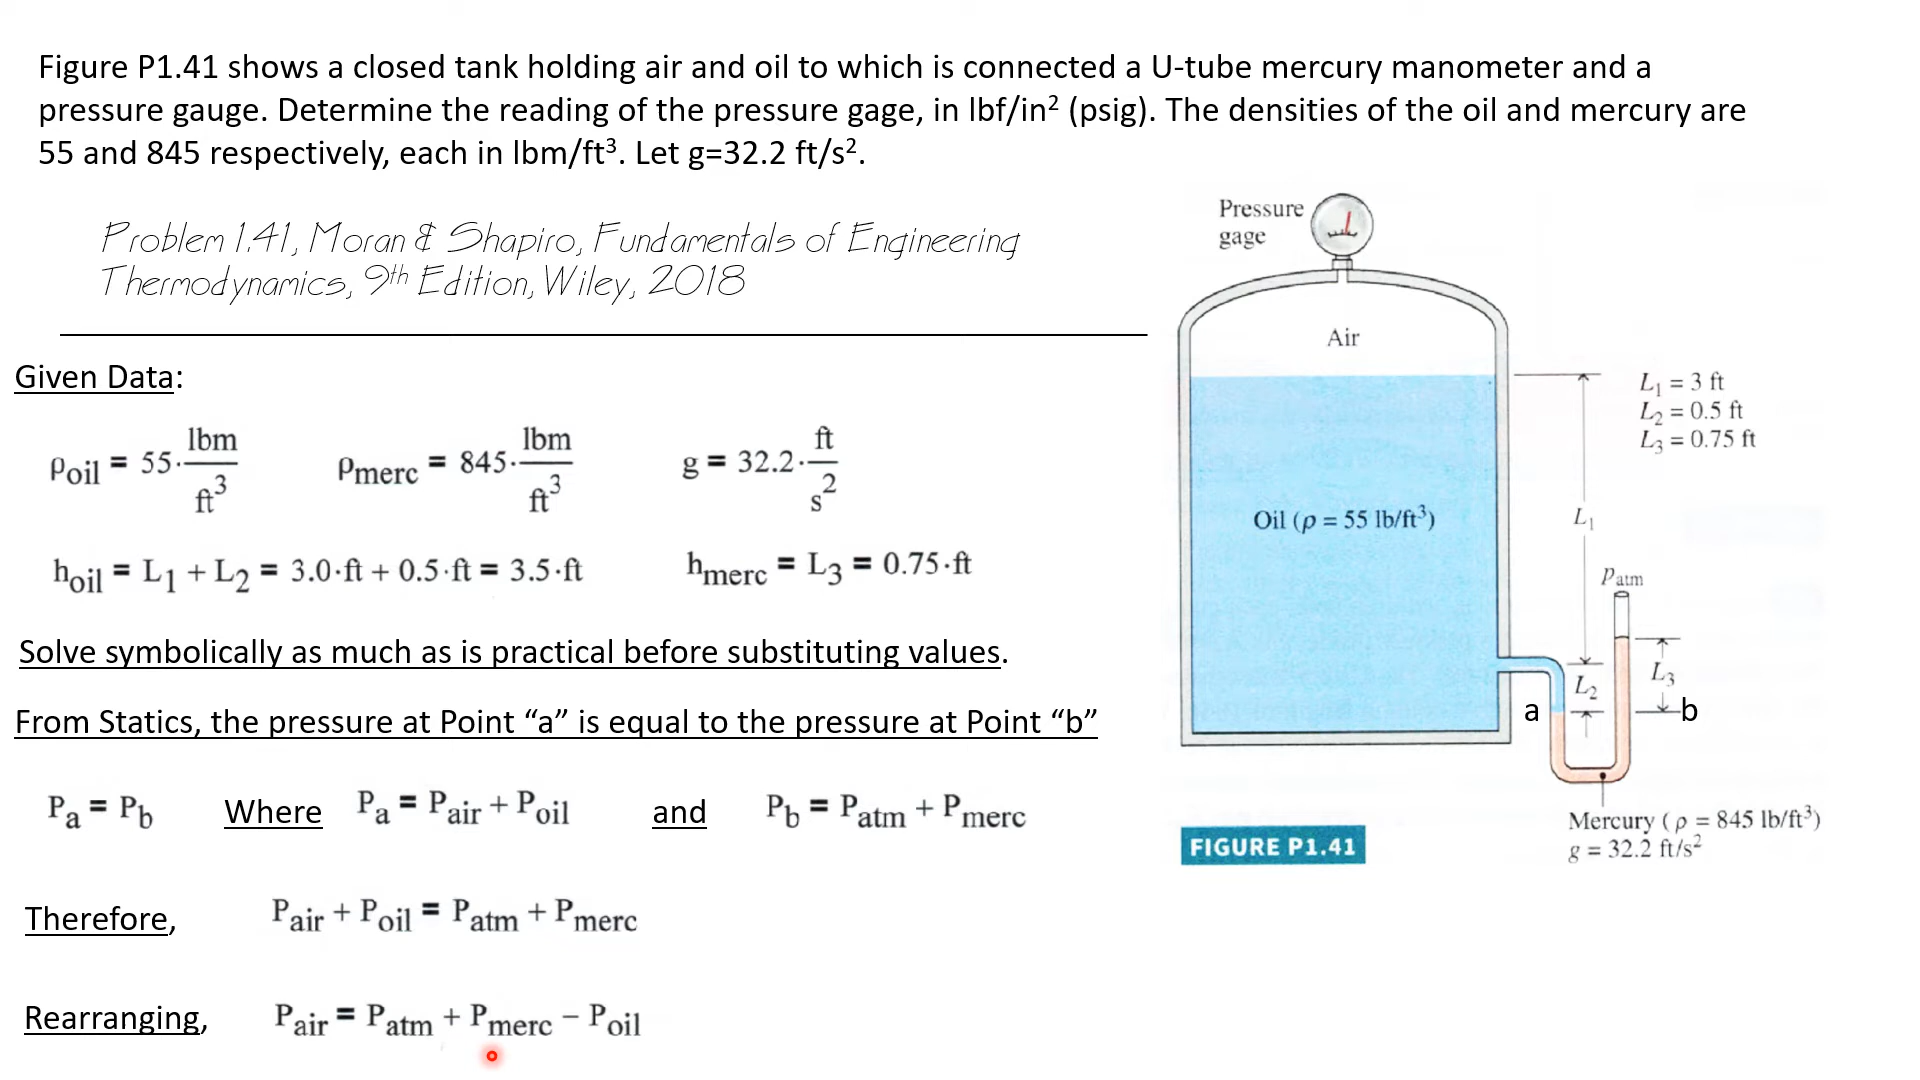 Figure P1.41 shows a closed tank holding air and oil to which is connected a U-tube mercury manometer and a
pressure gauge. Determine the reading of the pressure gage, in lbf/in² (psig). The densities of the oil and mercury are
55 and 845 respectively, each in lbm/ft³. Let g=32.2 ft/s².
Problem 1.41, Moran & Shapiro, Fundamentals of Engineering
Thermodynamics, 9th Edition, Wiley, 2018
Given Data:
ρoil = 55·lbm/ft³ ρmerc = 845·lbm/ft³ g = 32.2·ft/s²
hoil = L1 + L2 = 3.0·ft + 0.5·ft = 3.5·ft hmerc = L3 = 0.75·ft
Solve symbolically as much as is practical before substituting values.
From Statics, the pressure at Point “a” is equal to the pressure at Point “b”
Pa = Pb Where Pa = Pair + Poil and Pb = Patm + Pmerc
Therefore, Pair + Poil = Patm + Pmerc
Rearranging, Pair = Patm + Pmerc − Poil
Pressure
gage
Air
L1 = 3 ft
L2 = 0.5 ft
L3 = 0.75 ft
Oil (ρ = 55 lb/ft³)
L1
Patm
L3
L2
a
b
Mercury (ρ = 845 lb/ft³)
g = 32.2 ft/s²
FIGURE P1.41